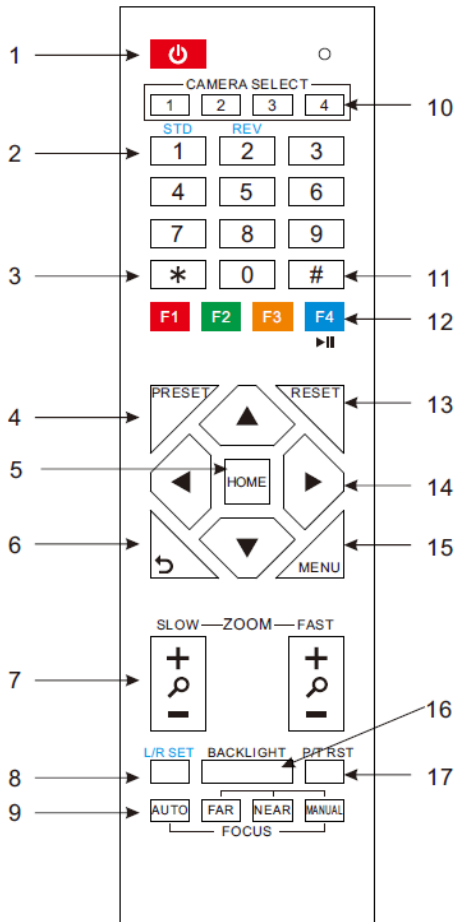 1
CAMERA SELECT
1 2 3 4
10
STD REV
2
1 2 3
4 5 6
7 8 9
3
* 0 #
11
F1 F2 F3 F4
12
PRESET RESET
4
13
5
HOME
14
6
15
MENU
SLOW ZOOM FAST
+ +
7
- -
16
L/R SET BACKLIGHT P/T RST
8
17
9
AUTO FAR NEAR MANUAL
FOCUS